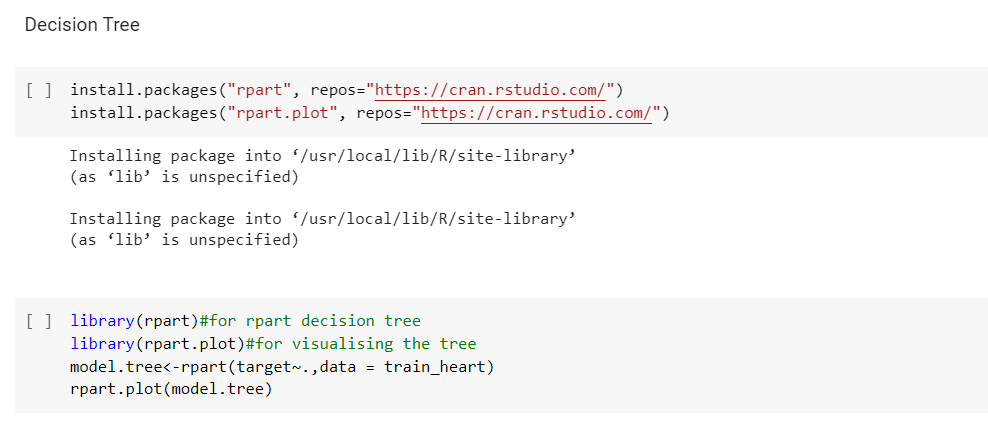 Decision Tree
[ ] install.packages("rpart", repos="https://cran.rstudio.com/")
install.packages("rpart.plot", repos="https://cran.rstudio.com/")
Installing package into ‘/usr/local/lib/R/site-library’
(as ‘lib’ is unspecified)
Installing package into ‘/usr/local/lib/R/site-library’
(as ‘lib’ is unspecified)
[ ] library(rpart)#for rpart decision tree
library(rpart.plot)#for visualising the tree
model.tree<-rpart(target~.,data = train_heart)
rpart.plot(model.tree)